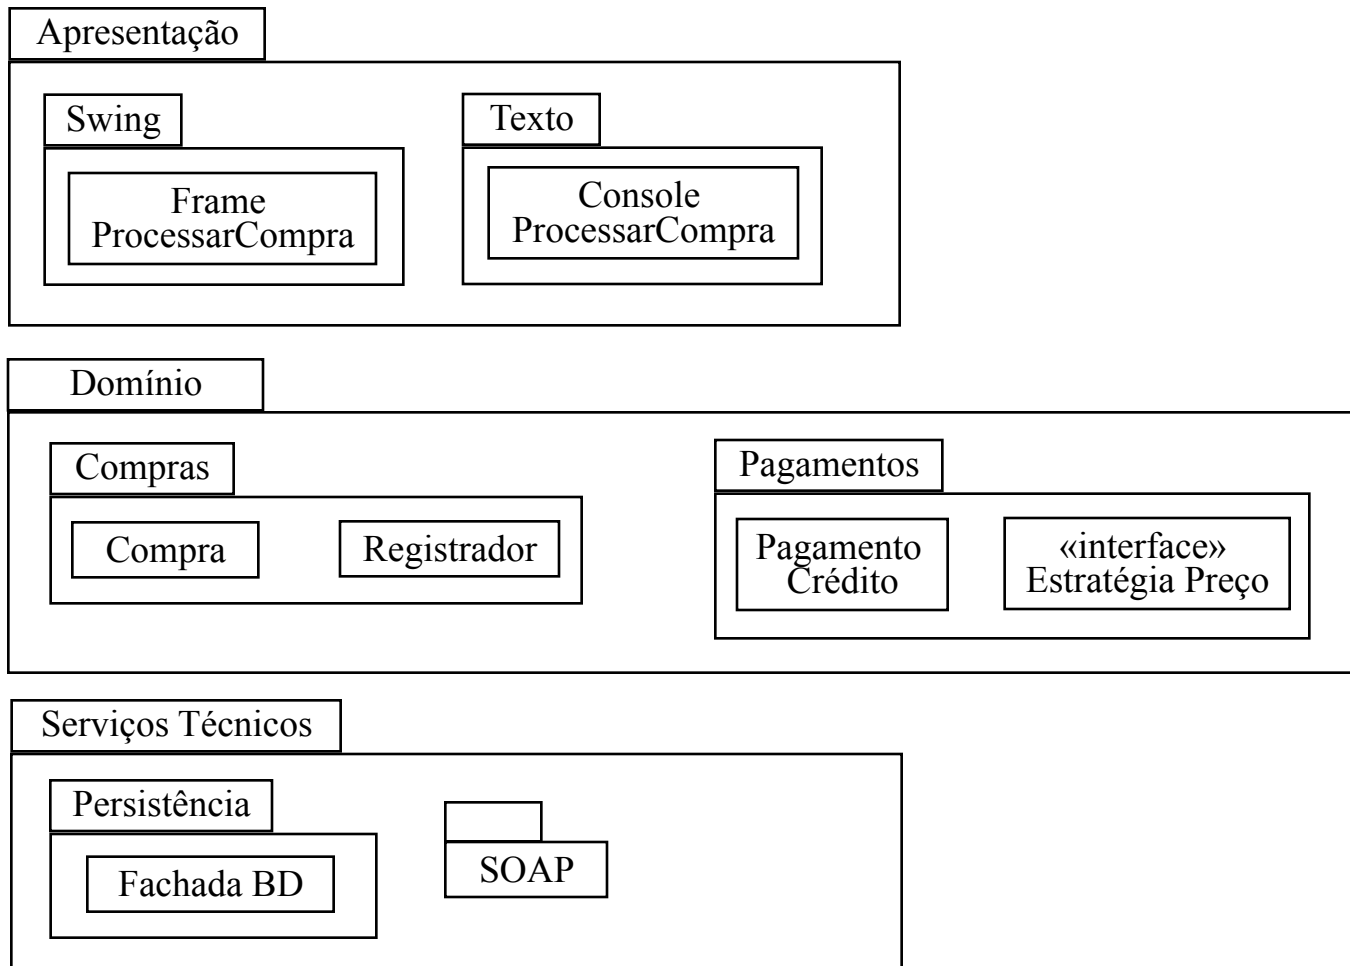 Apresentação
Swing
Texto
Frame
ProcessarCompra
Console
ProcessarCompra
Domínio
Compras
Pagamentos
Compra
Registrador
Pagamento
Crédito
«interface»
Estratégia Preço
Serviços Técnicos
Persistência
Fachada BD
SOAP